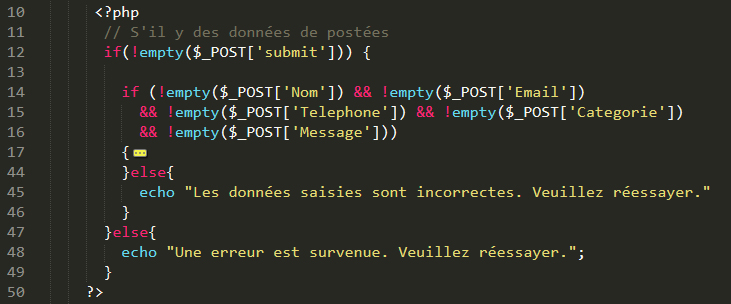 10 <?php
11 // S'il y des données de postées
12 if(!empty($_POST['submit'])) {
13
14 if (!empty($_POST['Nom']) && !empty($_POST['Email'])
15 && !empty($_POST['Telephone']) && !empty($_POST['Categorie'])
16 && !empty($_POST['Message']))
17 {
44 }else{
45 echo "Les données saisies sont incorrectes. Veuillez réessayer."
46 }
47 }else{
48 echo "Une erreur est survenue. Veuillez réessayer.";
49 }
50 ?>